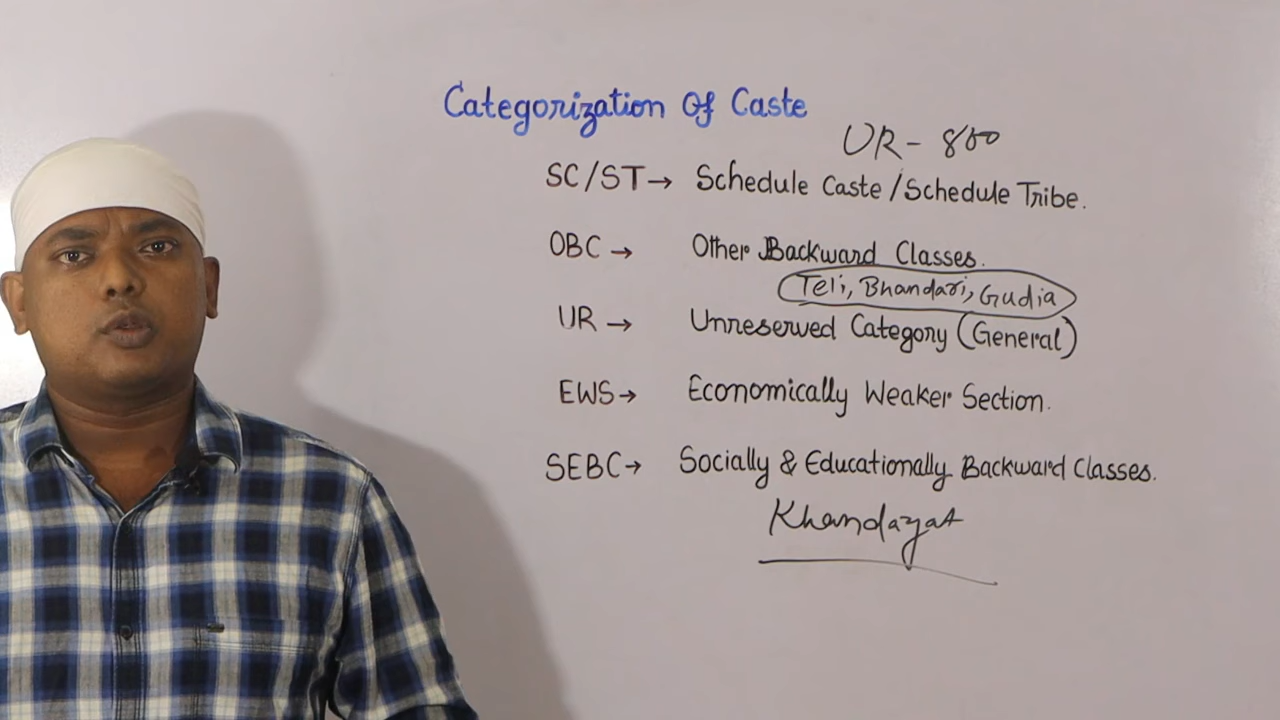 Categorization Of Caste
UR - 800
SC/ST → Schedule Caste / Schedule Tribe.
OBC → Other Backward Classes.
Teli, Bhandari, Gudia
UR → Unreserved Category (General)
EWS → Economically Weaker Section.
SEBC → Socially & Educationally Backward Classes.
Khandayat